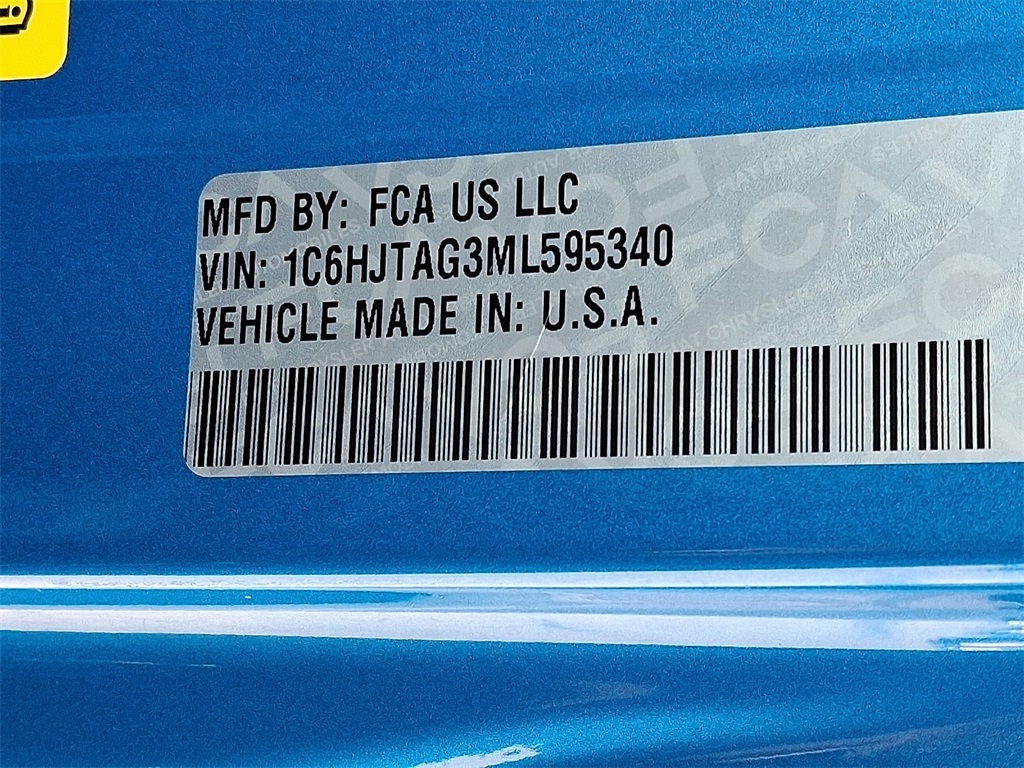 MFD BY: FCA US LLC
VIN: 1C6HJTAG3ML595340
VEHICLE MADE IN: U.S.A.